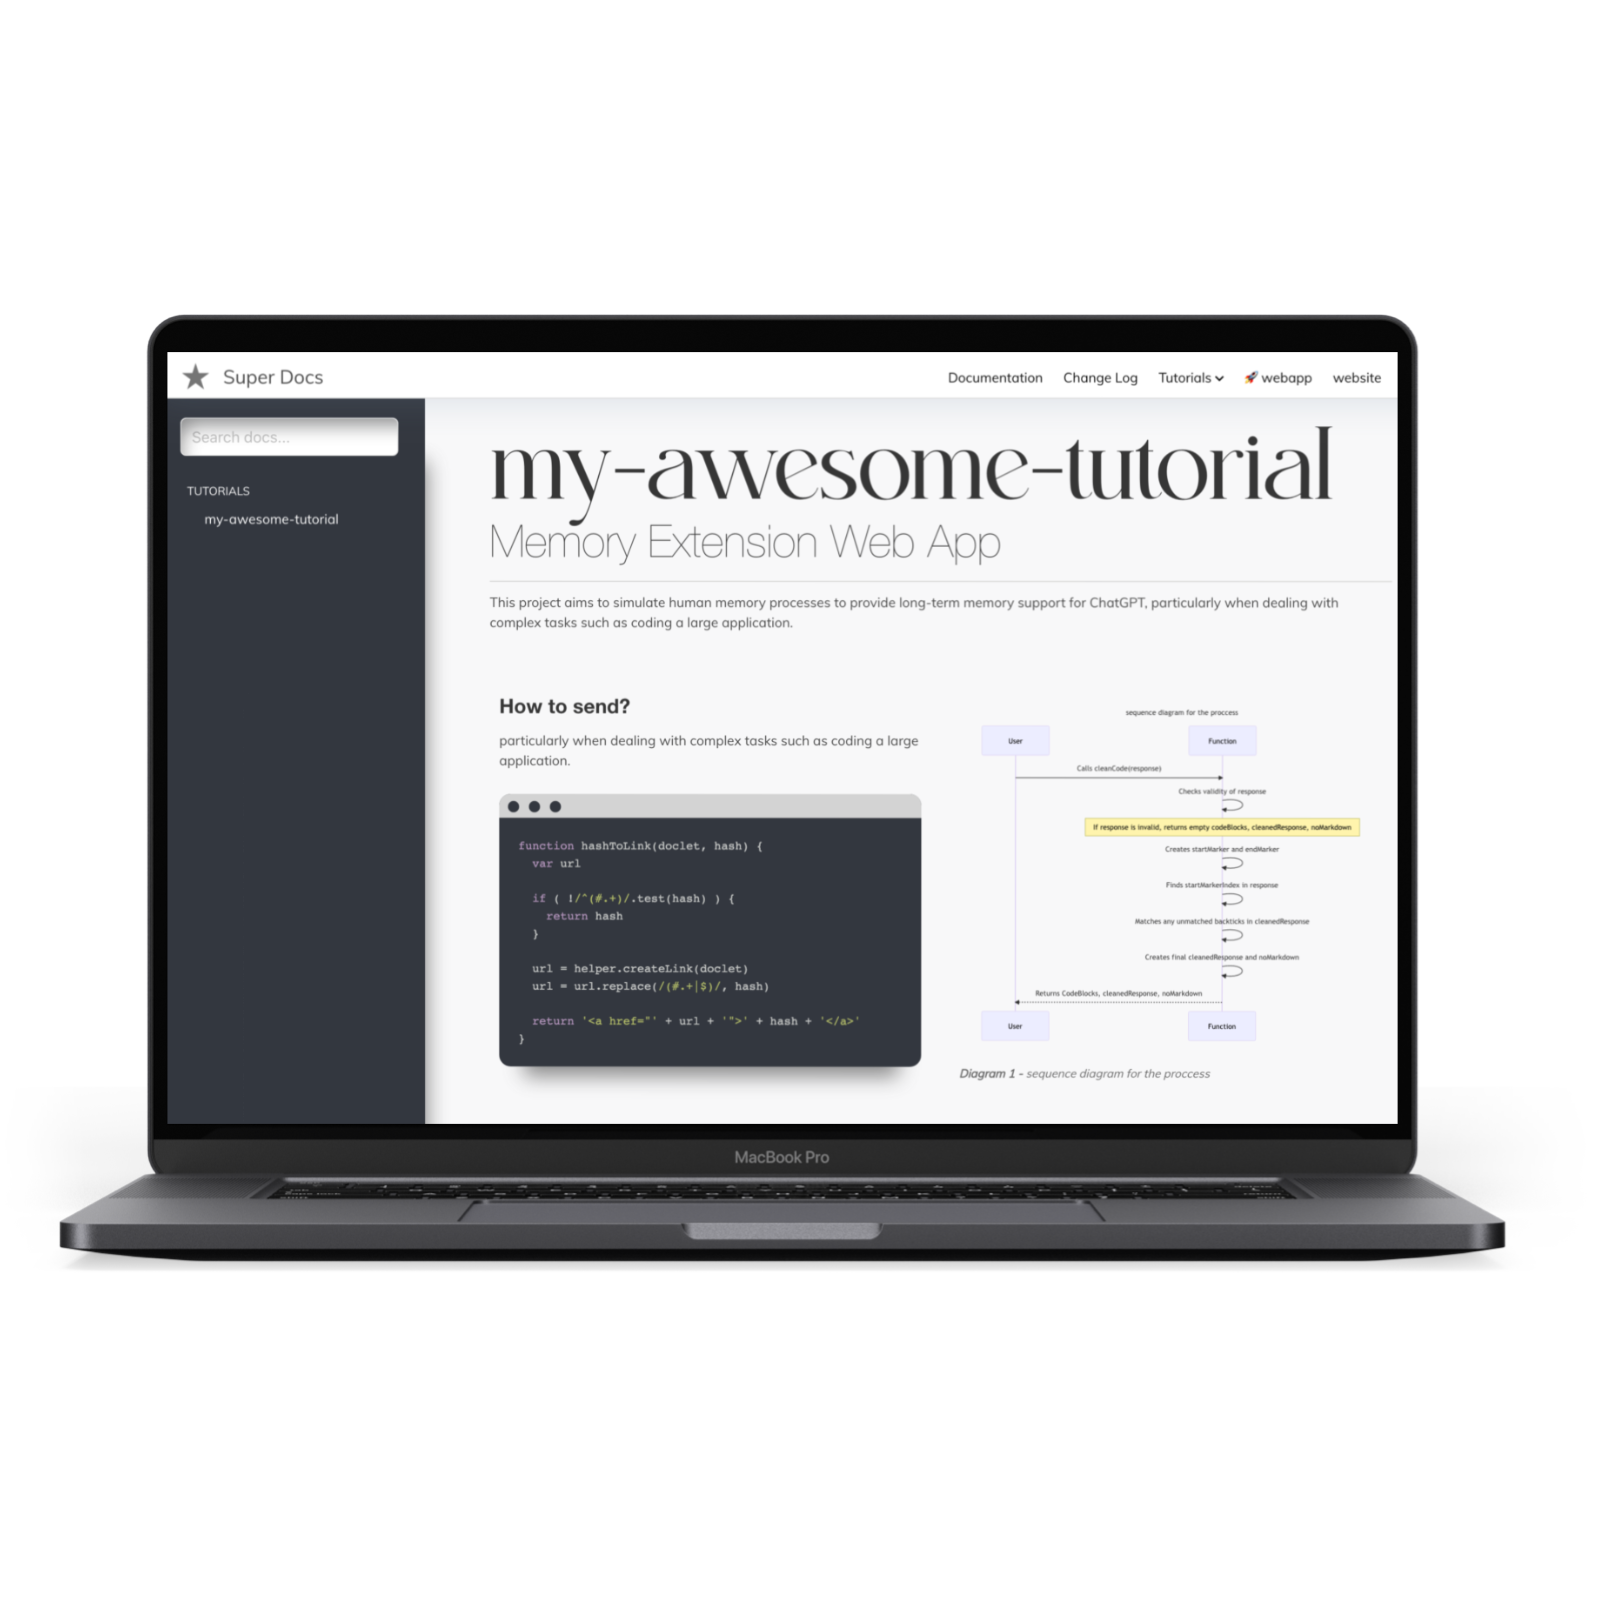 Super Docs
Documentation Change Log Tutorials 🚀 webapp website
Search docs...
TUTORIALS
my-awesome-tutorial
my-awesome-tutorial
Memory Extension Web App
This project aims to simulate human memory processes to provide long-term memory support for ChatGPT, particularly when dealing with
complex tasks such as coding a large application.
How to send?
particularly when dealing with complex tasks such as coding a large
application.
function hashToLink(doclet, hash) {
  var url
  if ( !/^(#.+)/.test(hash) ) {
    return hash
  }
  url = helper.createLink(doclet)
  url = url.replace(/(#.+|$)/, hash)
  return '<a href="' + url + '">' + hash + '</a>'
}
sequence diagram for the proccess
User Function
Calls cleanCode(response)
Checks validity of response
If response is invalid, returns empty codeBlocks, cleanedResponse, noMarkdown
Creates startMarker and endMarker
Finds startMarkerIndex in response
Matches any unmatched backticks in cleanedResponse
Creates final cleanedResponse and noMarkdown
Returns CodeBlocks, cleanedResponse, noMarkdown
User Function
Diagram 1 - sequence diagram for the proccess
MacBook Pro